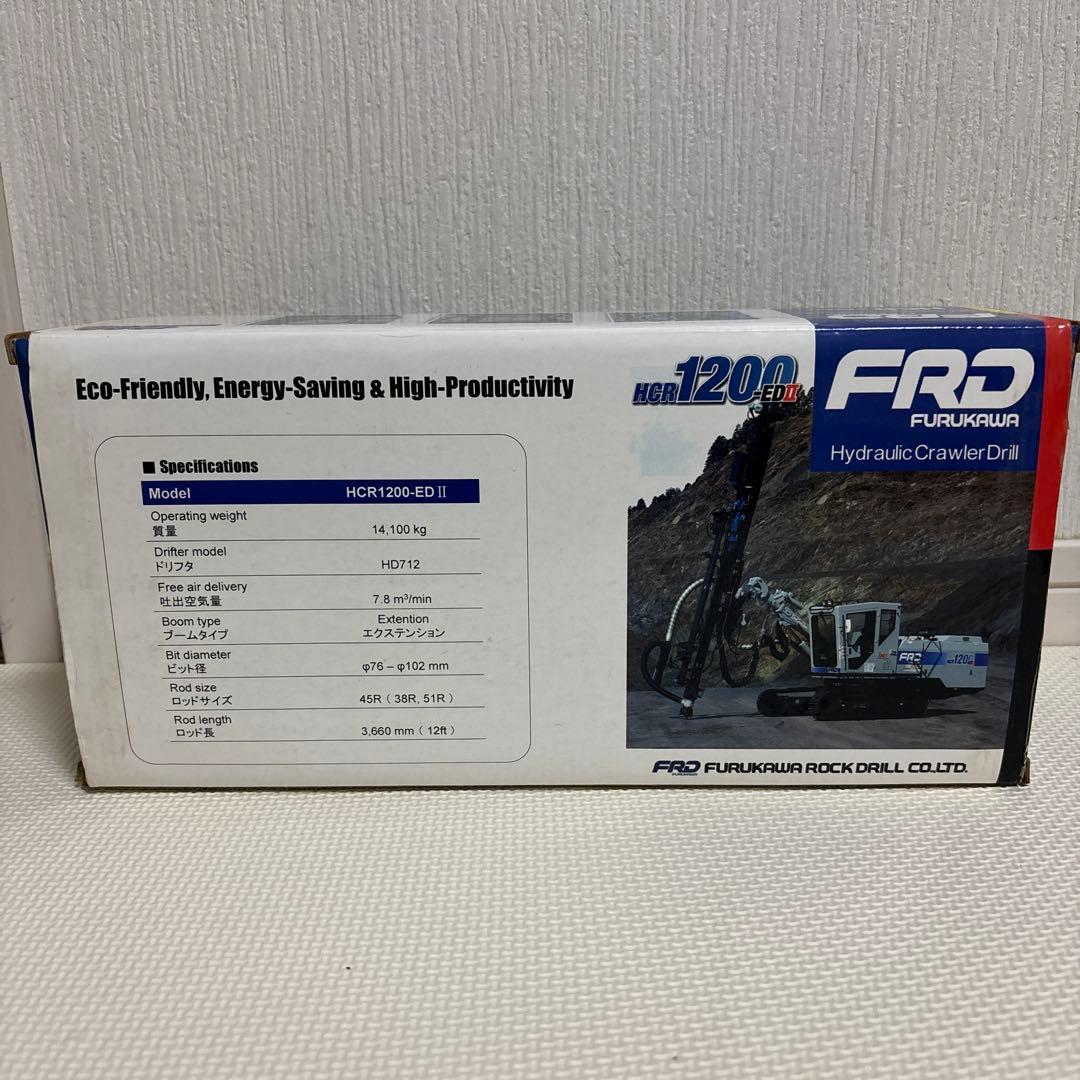 Eco-Friendly, Energy-Saving & High-Productivity
■ Specifications
Model HCR1200-ED II
Operating weight
質量 14,100 kg
Drifter model
ドリフタ HD712
Free air delivery
吐出空気量 7.8 m³/min
Boom type Extention
ブームタイプ エクステンション
Bit diameter
ビット径 φ76 – φ102 mm
Rod size
ロッドサイズ 45R ( 38R, 51R )
Rod length
ロッド長 3,660 mm ( 12ft )
HCR1200-EDII
FRD
FURUKAWA
Hydraulic Crawler Drill
FRD
1200
FRD FURUKAWA ROCK DRILL CO.,LTD.
FURUKAWA